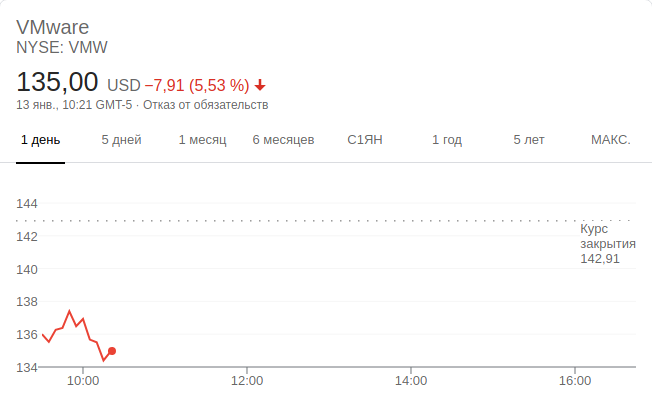 VMware
NYSE: VMW
135,00 USD −7,91 (5,53 %)
13 янв., 10:21 GMT-5 · Отказ от обязательств
1 день 5 дней 1 месяц 6 месяцев С1ЯН 1 год 5 лет МАКС.
144
142
140
138
136
134
Курс
закрытия
142,91
10:00 12:00 14:00 16:00